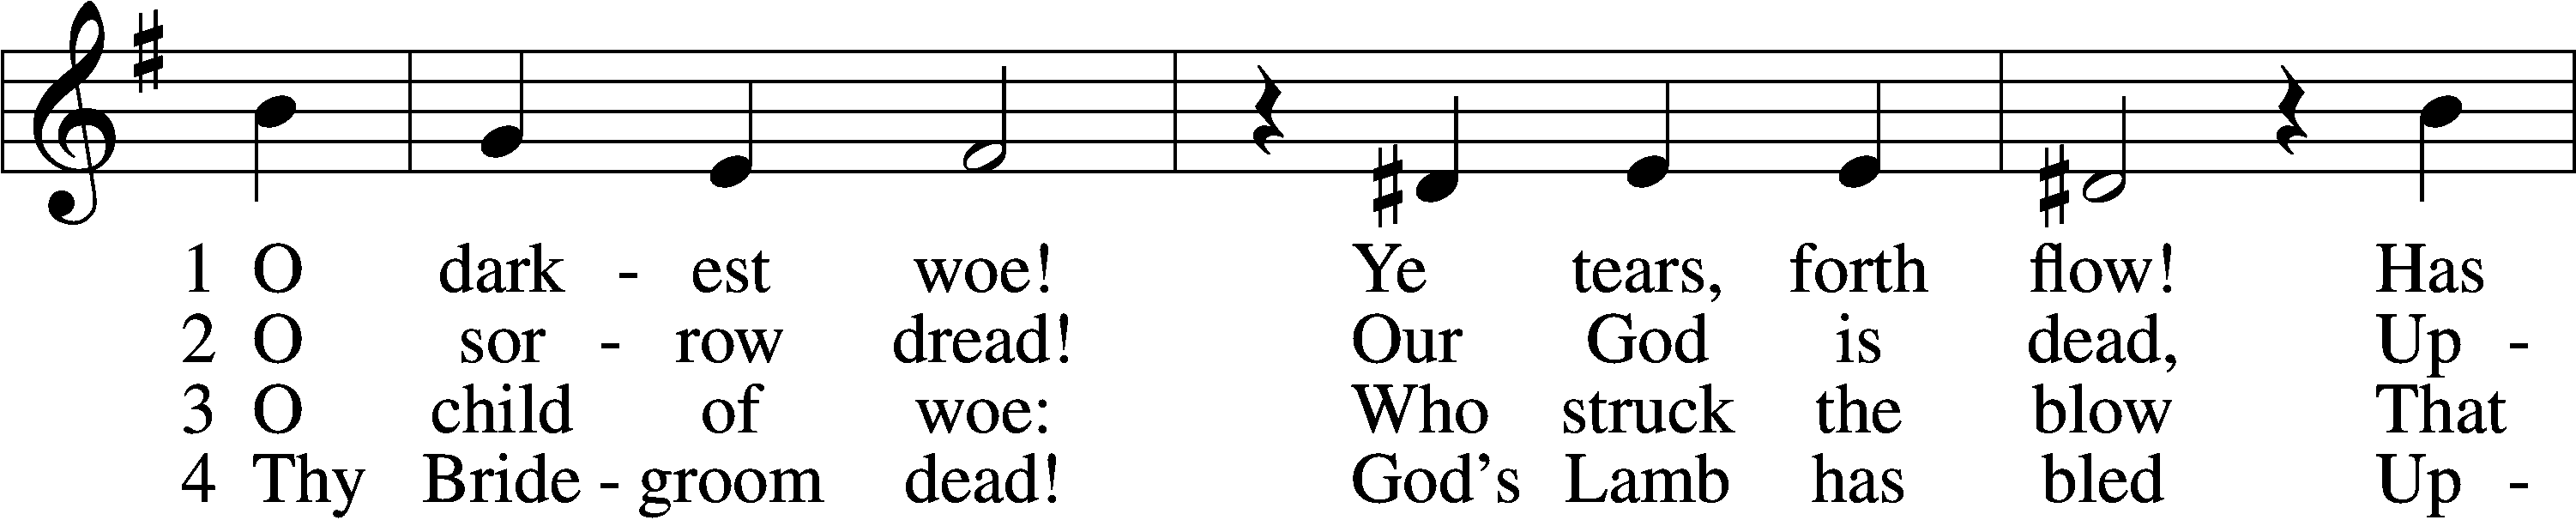 1 O dark - est woe! Ye tears, forth flow! Has
2 O sor - row dread! Our God is dead, Up -
3 O child of woe: Who struck the blow That
4 Thy Bride - groom dead! God's Lamb has bled Up -